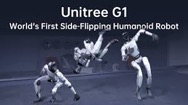 Unitree G1
World's First Side-Flipping Humanoid Robot